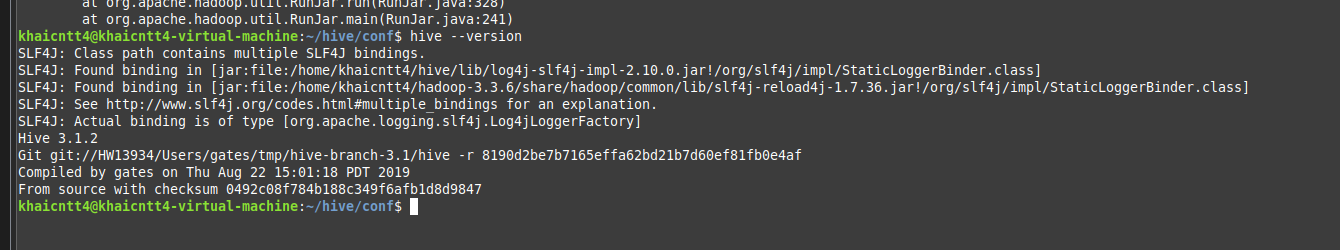 at org.apache.hadoop.util.RunJar.run(RunJar.java:328)
at org.apache.hadoop.util.RunJar.main(RunJar.java:241)
khaicntt4@khaicntt4-virtual-machine:~/hive/conf$ hive --version
SLF4J: Class path contains multiple SLF4J bindings.
SLF4J: Found binding in [jar:file:/home/khaicntt4/hive/lib/log4j-slf4j-impl-2.10.0.jar!/org/slf4j/impl/StaticLoggerBinder.class]
SLF4J: Found binding in [jar:file:/home/khaicntt4/hadoop-3.3.6/share/hadoop/common/lib/slf4j-reload4j-1.7.36.jar!/org/slf4j/impl/StaticLoggerBinder.class]
SLF4J: See http://www.slf4j.org/codes.html#multiple_bindings for an explanation.
SLF4J: Actual binding is of type [org.apache.logging.slf4j.Log4jLoggerFactory]
Hive 3.1.2
Git git://HW13934/Users/gates/tmp/hive-branch-3.1/hive -r 8190d2be7b7165effa62bd21b7d60ef81fb0e4af
Compiled by gates on Thu Aug 22 15:01:18 PDT 2019
From source with checksum 0492c08f784b188c349f6afb1d8d9847
khaicntt4@khaicntt4-virtual-machine:~/hive/conf$